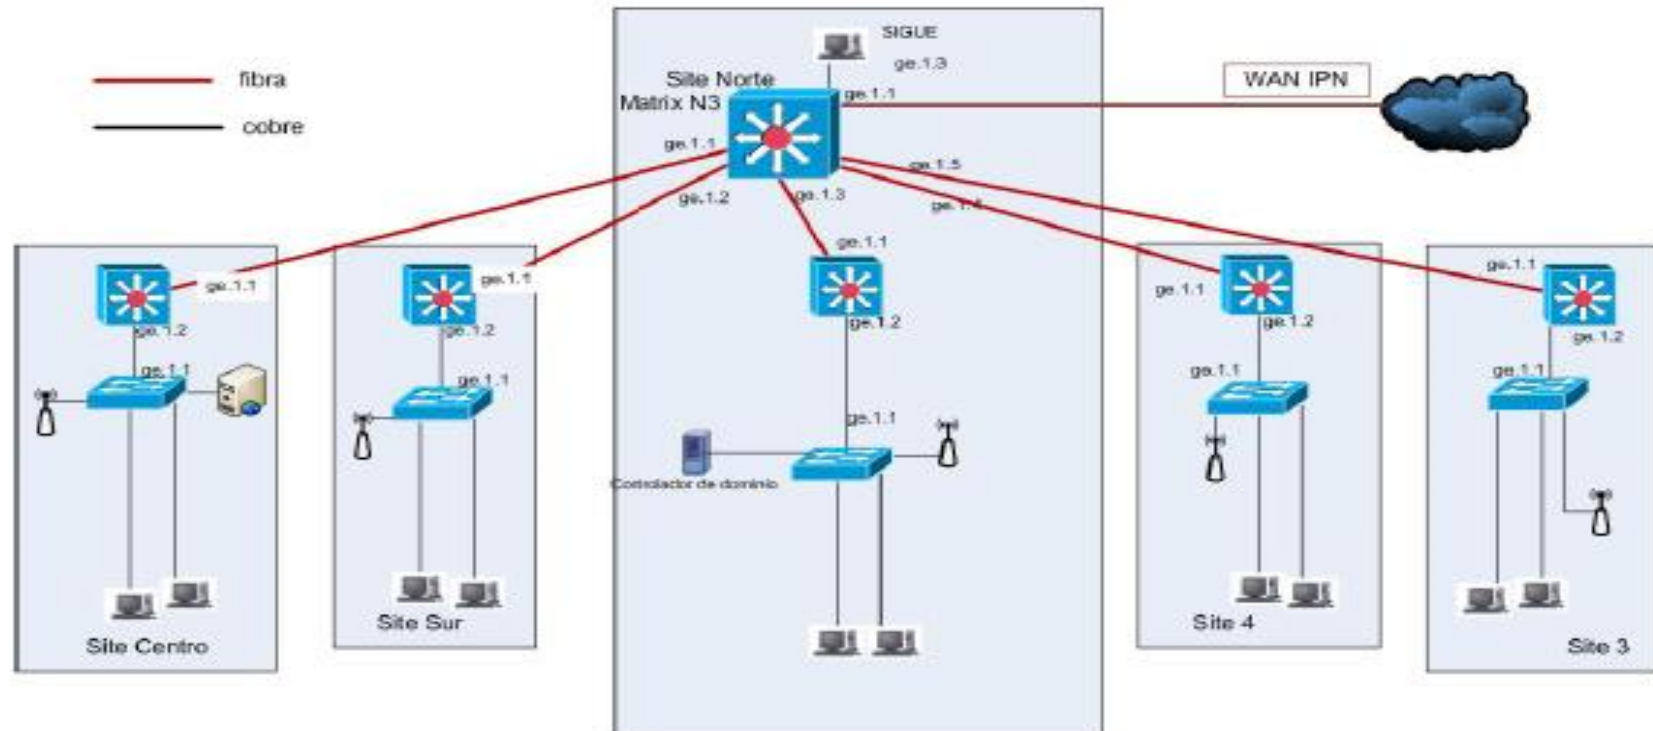 SIGUE
ge.1.3
fibra
Site Norte
WAN IPN
Matrix N3
ge.1.1
cobre
ge.1.1
ge.1.5
ge.1.2
ge.1.3
ge.1.1
ge.1.1
ge.1.1
ge.1.1
ge.1.1
ge.1.2
ge.1.2
ge.1.2
ge.1.2
ge.1.2
ge.1.1
ge.1.1
ge.1.1
ge.1.1
ge.1.1
Controlador de dominio
Site Centro
Site Sur
Site 4
Site 3